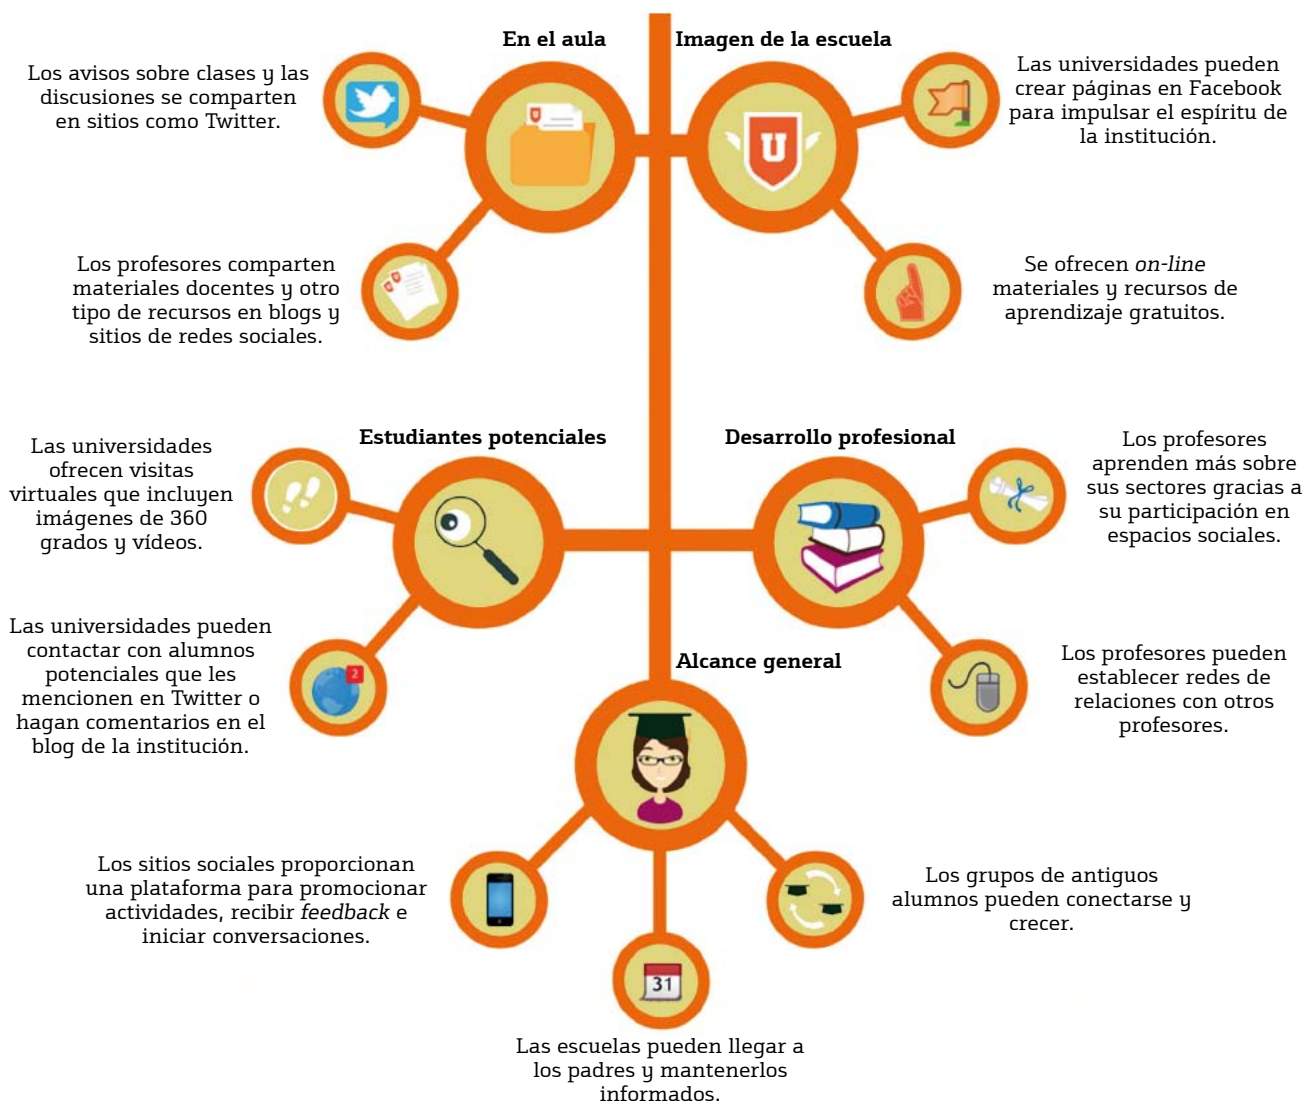 En el aula
Los avisos sobre clases y las
discusiones se comparten
en sitios como Twitter.
Los profesores comparten
materiales docentes y otro
tipo de recursos en blogs y
sitios de redes sociales.
Imagen de la escuela
U
Las universidades pueden
crear páginas en Facebook
para impulsar el espíritu de
la institución.
Se ofrecen on-line
materiales y recursos de
aprendizaje gratuitos.
Estudiantes potenciales
Las universidades
ofrecen visitas
virtuales que incluyen
imágenes de 360
grados y vídeos.
Las universidades pueden
contactar con alumnos
potenciales que les
mencionen en Twitter o
hagan comentarios en el
blog de la institución.
2
Desarrollo profesional
Los profesores
aprenden más sobre
sus sectores gracias a
su participación en
espacios sociales.
Los profesores pueden
establecer redes de
relaciones con otros
profesores.
Alcance general
Los sitios sociales proporcionan
una plataforma para promocionar
actividades, recibir feedback e
iniciar conversaciones.
31
Las escuelas pueden llegar a
los padres y mantenerlos
informados.
Los grupos de antiguos
alumnos pueden conectarse y
crecer.